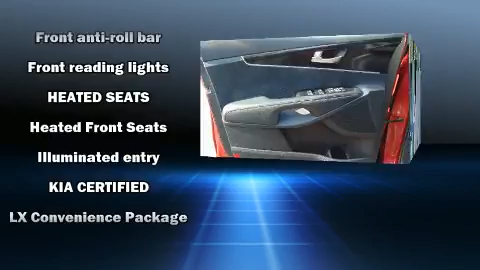 Front anti-roll bar
Front reading lights
HEATED SEATS
Heated Front Seats
Illuminated entry
KIA CERTIFIED
LX Convenience Package